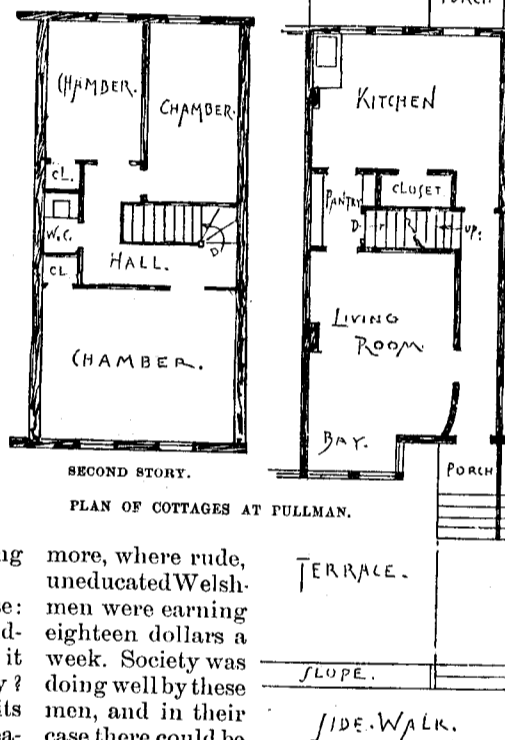 CHAMBER.
CHAMBER.
CL.
W.C.
CL
HALL.
D.
CHAMBER.
SECOND STORY.
PORCH
KITCHEN
PANTRY
CLOSET
D.
UP.
LIVING
ROOM.
BAY.
PORCH
PLAN OF COTTAGES AT PULLMAN.
TERRACE.
SLOPE.
SIDE-WALK.
more, where rude,
uneducated Welsh-
men were earning
eighteen dollars a
week. Society was
doing well by these
men, and in their
case there could be